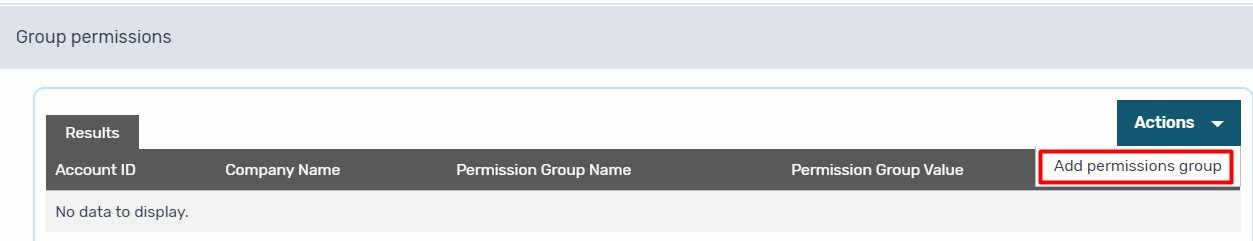 Group permissions
Actions
Results
Account ID Company Name Permission Group Name Permission Group Value
Add permissions group
No data to display.